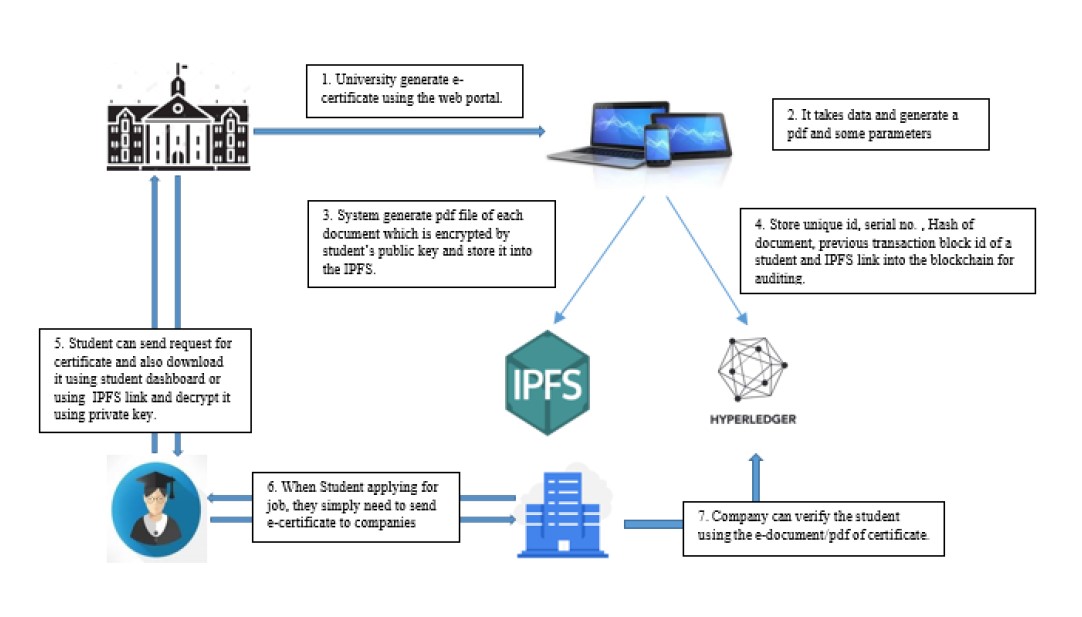 1. University generate e-
certificate using the web portal.
2. It takes data and generate a
pdf and some parameters
3. System generate pdf file of each
document which is encrypted by
student's public key and store it into
the IPFS.
4. Store unique id, serial no. , Hash of
document, previous transaction block id of a
student and IPFS link into the blockchain for
auditing.
5. Student can send request for
certificate and also download
it using student dashboard or
using IPFS link and decrypt it
using private key.
IPFS
HYPERLEDGER
6. When Student applying for
job, they simply need to send
e-certificate to companies
7. Company can verify the student
using the e-document/pdf of certificate.